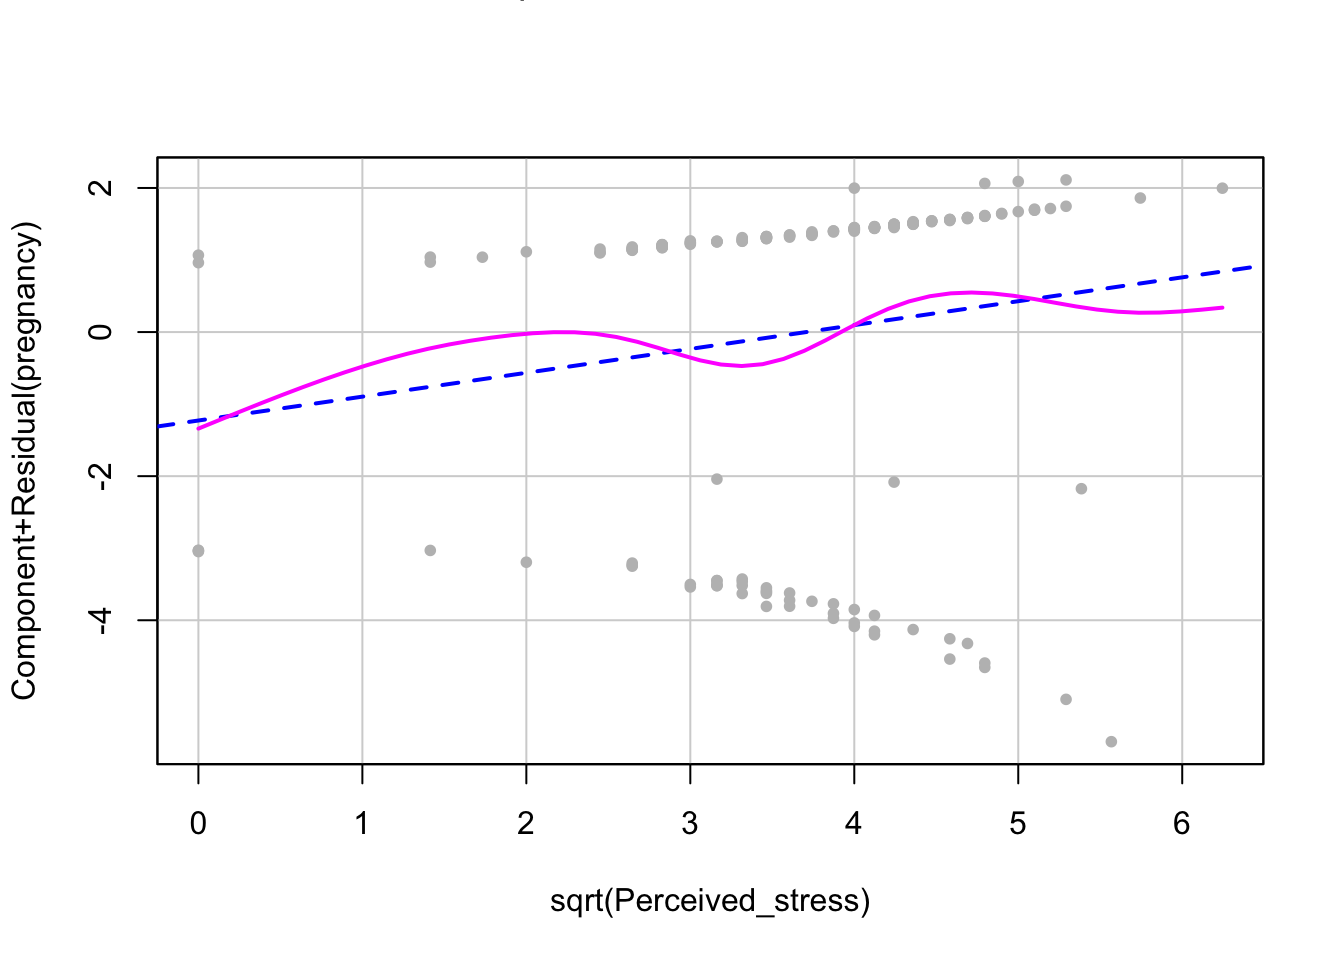 Component+Residual(pregnancy)
2
0
-2
-4
0 1 2 3 4 5 6
sqrt(Perceived_stress)